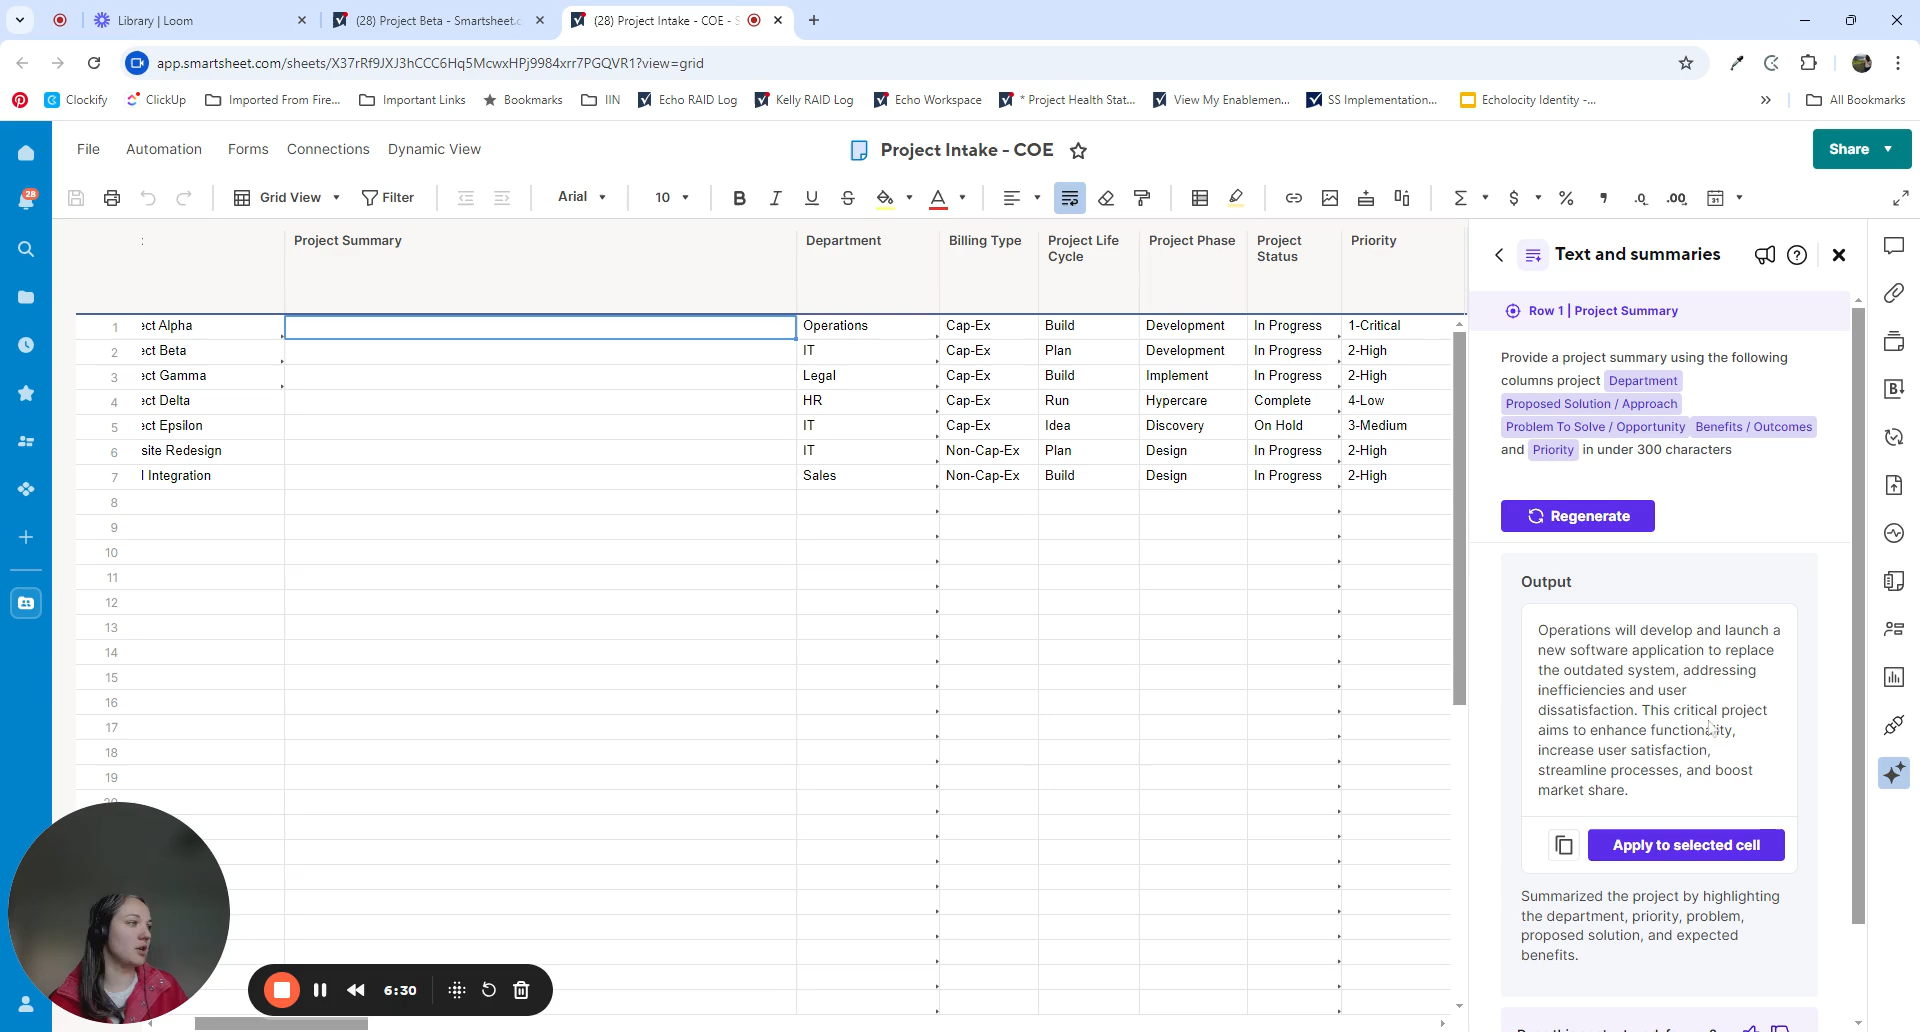 Library | Loom
(28) Project Beta - Smartsheet.c
(28) Project Intake - COE - S
app.smartsheet.com/sheets/X37rRf9JXJ3hCCC6Hq5McwxHPj9984xrr7PGQVR1?view=grid
Clockify
ClickUp
Imported From Fire...
Important Links
Bookmarks
IIN
Echo RAID Log
Kelly RAID Log
Echo Workspace
* Project Health Stat...
View My Enablemen...
SS Implementation...
Echolocity Identity -...
All Bookmarks
File
Automation
Forms
Connections
Dynamic View
Project Intake - COE
Share
28
Grid View
Filter
Arial
10
Project Summary
Department
Billing Type
Project Life Cycle
Project Phase
Project Status
Priority
1 ect Alpha Operations Cap-Ex Build Development In Progress 1-Critical
2 ect Beta IT Cap-Ex Plan Development In Progress 2-High
3 ect Gamma Legal Cap-Ex Build Implement In Progress 2-High
4 ect Delta HR Cap-Ex Run Hypercare Complete 4-Low
5 ect Epsilon IT Cap-Ex Idea Discovery On Hold 3-Medium
6 site Redesign IT Non-Cap-Ex Plan Design In Progress 2-High
7 l Integration Sales Non-Cap-Ex Build Design In Progress 2-High
8
9
10
11
12
13
14
15
16
17
18
19
Text and summaries
Row 1 | Project Summary
Provide a project summary using the following
columns project Department
Proposed Solution / Approach
Problem To Solve / Opportunity Benefits / Outcomes
and Priority in under 300 characters
Regenerate
Output
Operations will develop and launch a
new software application to replace
the outdated system, addressing
inefficiencies and user
dissatisfaction. This critical project
aims to enhance functionality,
increase user satisfaction,
streamline processes, and boost
market share.
Apply to selected cell
Summarized the project by highlighting
the department, priority, problem,
proposed solution, and expected
benefits.
6:30